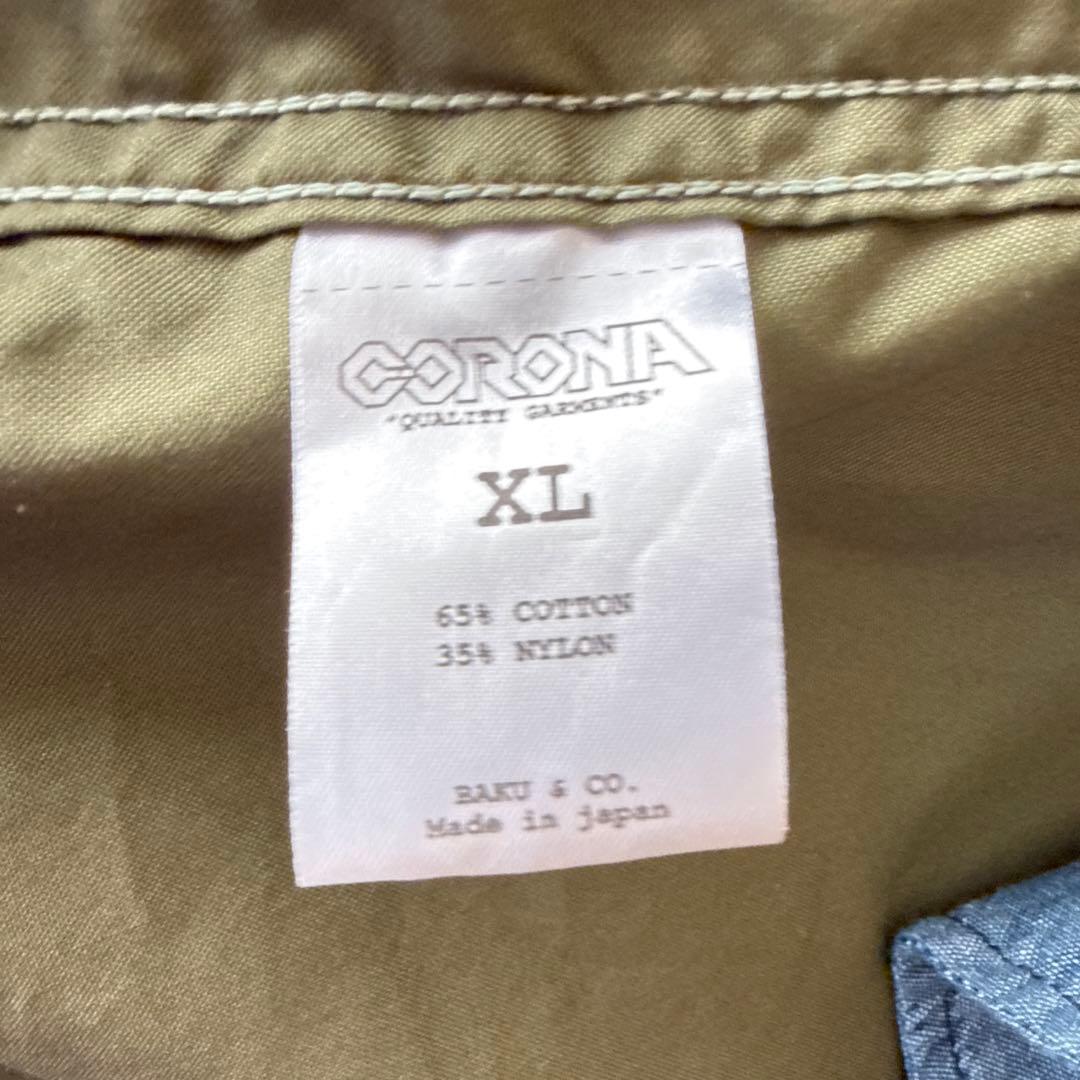 CORONA
"QUALITY GARMENTS"
XL
65% COTTON
35% NYLON
BAKU & CO.
Made in japan